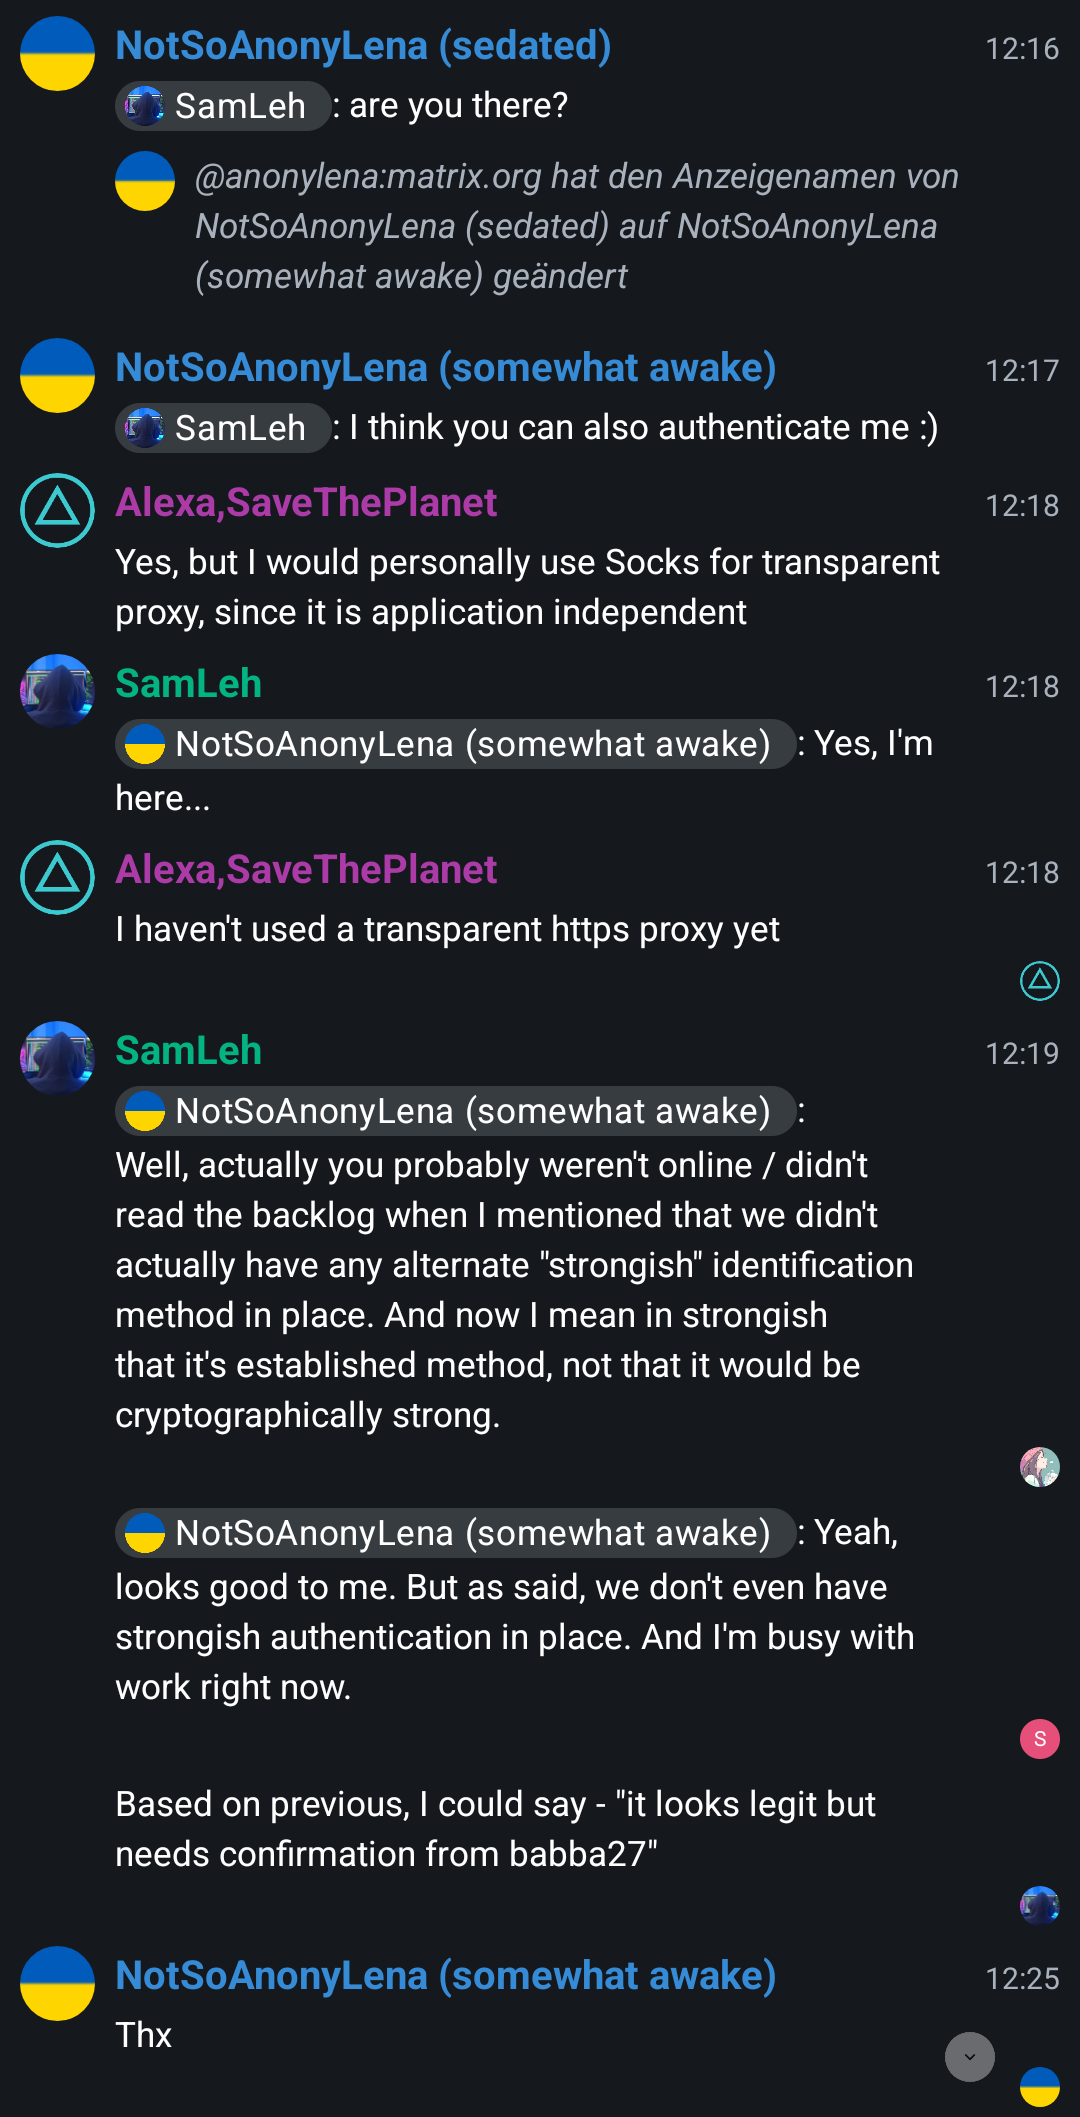 NotSoAnonyLena (sedated) 12:16
SamLeh : are you there?
@anonylena:matrix.org hat den Anzeigenamen von
NotSoAnonyLena (sedated) auf NotSoAnonyLena
(somewhat awake) geändert
NotSoAnonyLena (somewhat awake) 12:17
SamLeh : I think you can also authenticate me :)
Alexa,SaveThePlanet 12:18
Yes, but I would personally use Socks for transparent
proxy, since it is application independent
SamLeh 12:18
NotSoAnonyLena (somewhat awake) : Yes, I'm
here...
Alexa,SaveThePlanet 12:18
I haven't used a transparent https proxy yet
SamLeh 12:19
NotSoAnonyLena (somewhat awake) :
Well, actually you probably weren't online / didn't
read the backlog when I mentioned that we didn't
actually have any alternate "strongish" identification
method in place. And now I mean in strongish
that it's established method, not that it would be
cryptographically strong.
NotSoAnonyLena (somewhat awake) : Yeah,
looks good to me. But as said, we don't even have
strongish authentication in place. And I'm busy with
work right now.
S
Based on previous, I could say - "it looks legit but
needs confirmation from babba27"
NotSoAnonyLena (somewhat awake) 12:25
Thx